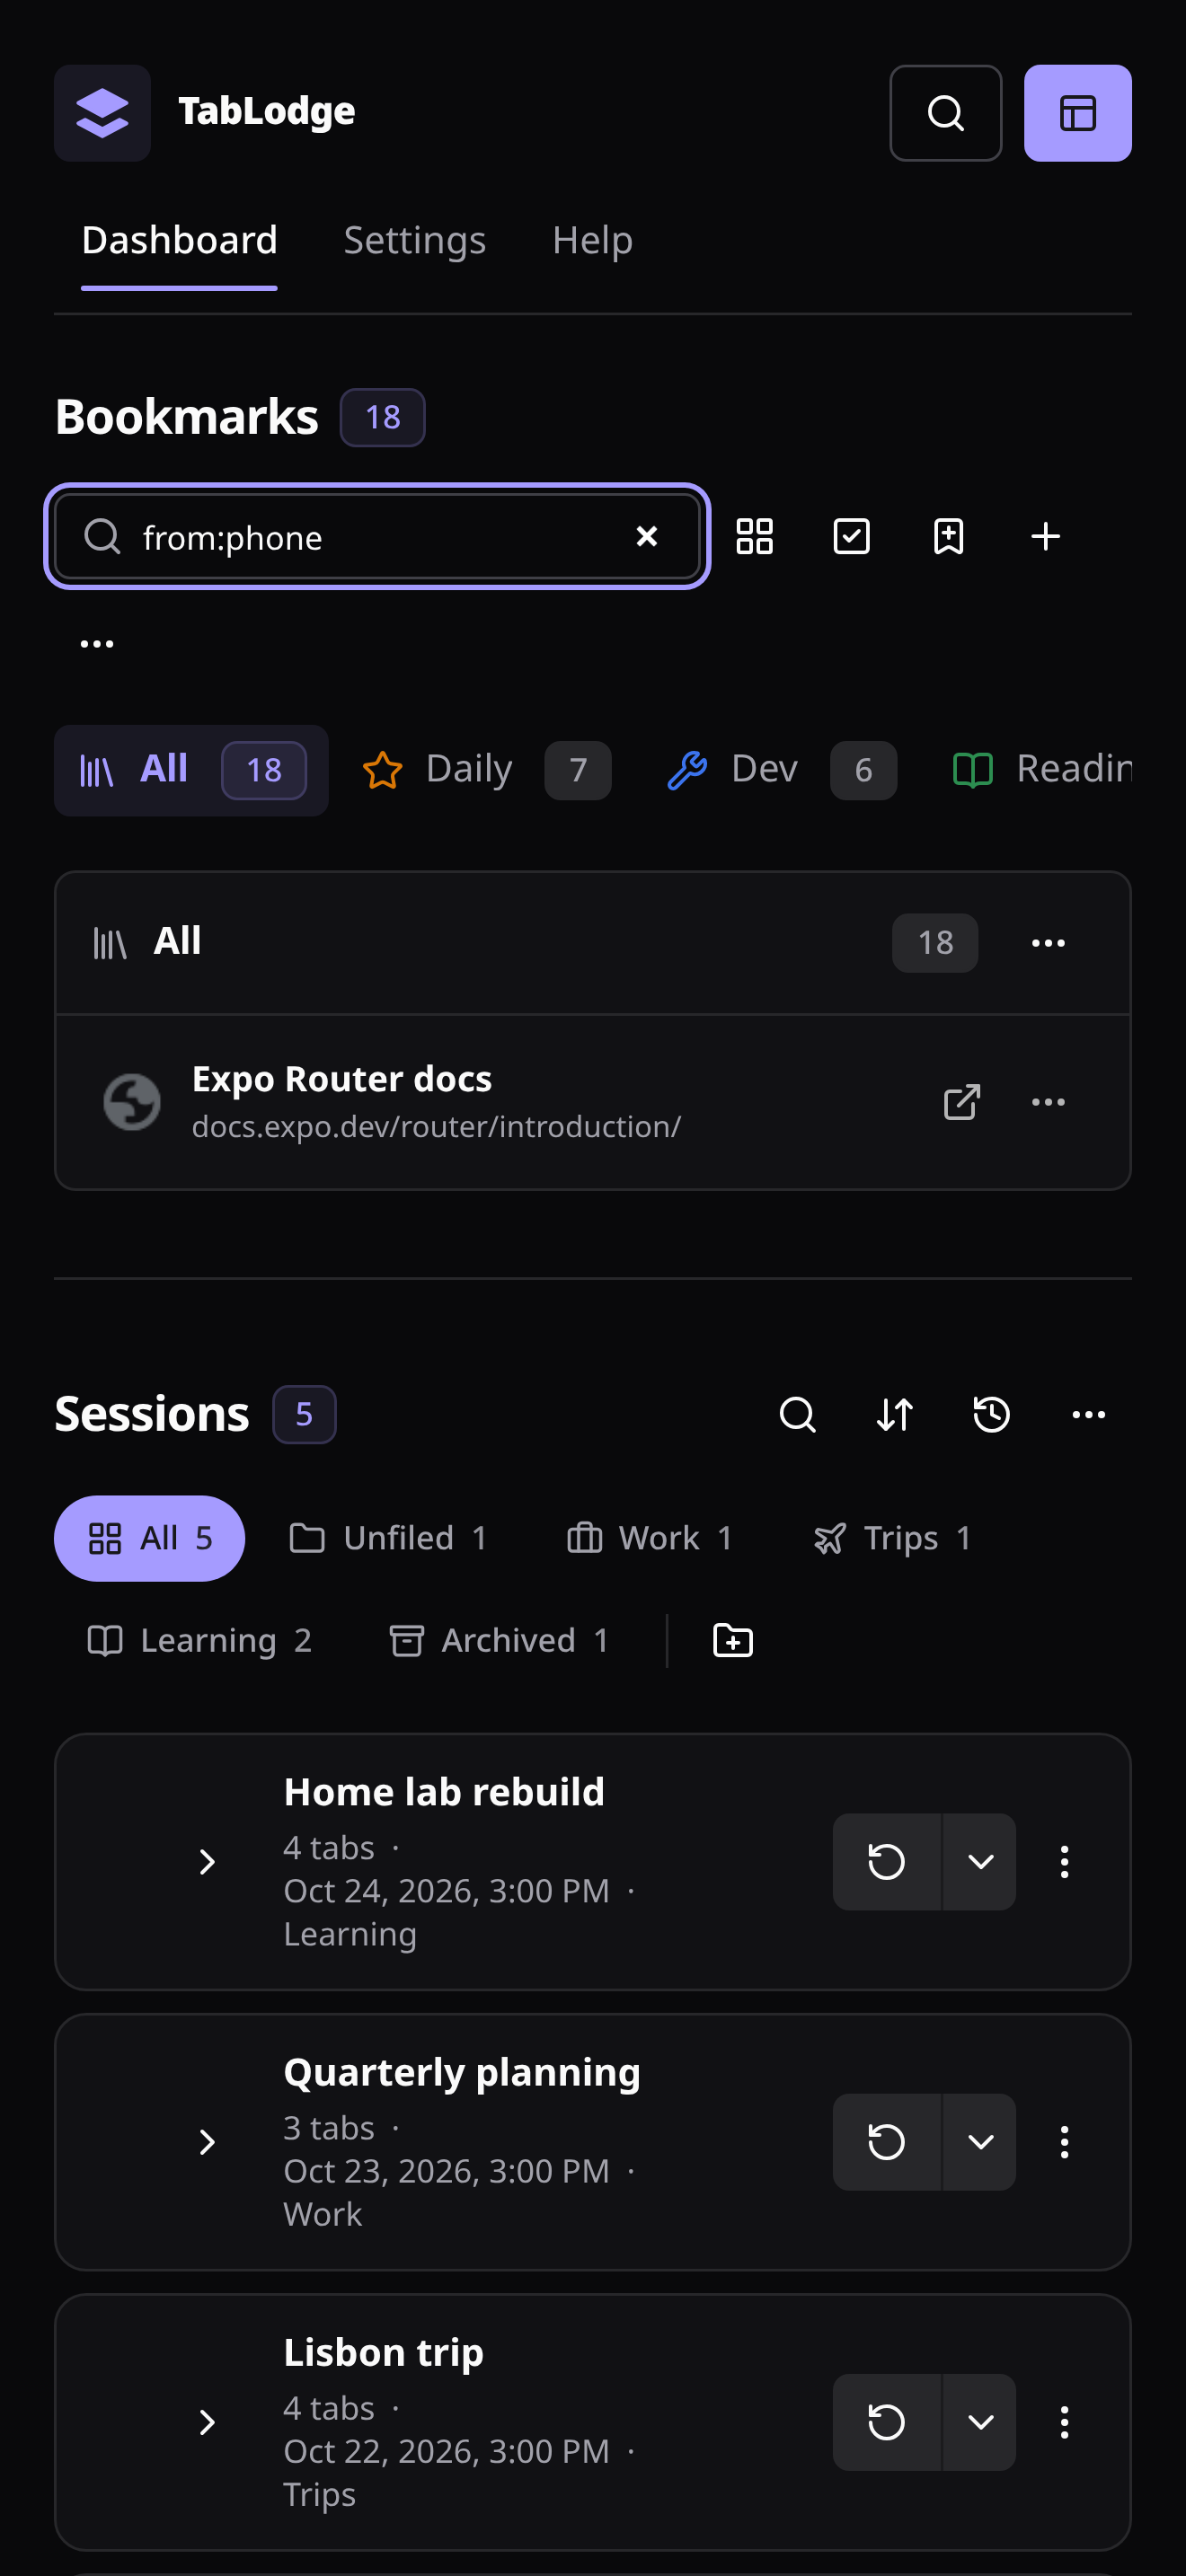 TabLodge
Dashboard Settings Help
Bookmarks 18
from:phone
All 18 Daily 7 Dev 6 Readin
All 18
Expo Router docs
docs.expo.dev/router/introduction/
Sessions 5
All 5 Unfiled 1 Work 1 Trips 1
Learning 2 Archived 1
Home lab rebuild
4 tabs ·
Oct 24, 2026, 3:00 PM ·
Learning
Quarterly planning
3 tabs ·
Oct 23, 2026, 3:00 PM ·
Work
Lisbon trip
4 tabs ·
Oct 22, 2026, 3:00 PM ·
Trips